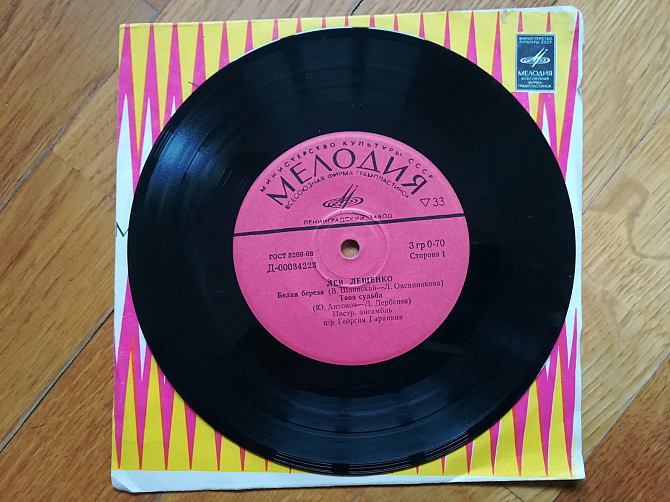 МИНИСТЕРСТВО
КУЛЬТУРЫ СССР
МЕЛОДИЯ
ВСЕСОЮЗНАЯ
ФИРМА
ГРАМПЛАСТИНОК
МИНИСТЕРСТВО КУЛЬТУРЫ СССР
МЕЛОДИЯ
ВСЕСОЮЗНАЯ ФИРМА ГРАМПЛАСТИНОК
▽33
ЛЕНИНГРАДСКИЙ ЗАВОД
ГОСТ 5289-68
3 гр 0-70
Д-00034223
Сторона 1
ЛЕВ ЛЕЩЕНКО
Белая береза (В. Шаинский—Л. Овсянникова)
Твоя судьба
(Ю. Антонов—Л. Дербенев)
Инстр. ансамбль
п/р Георгия Гараняна